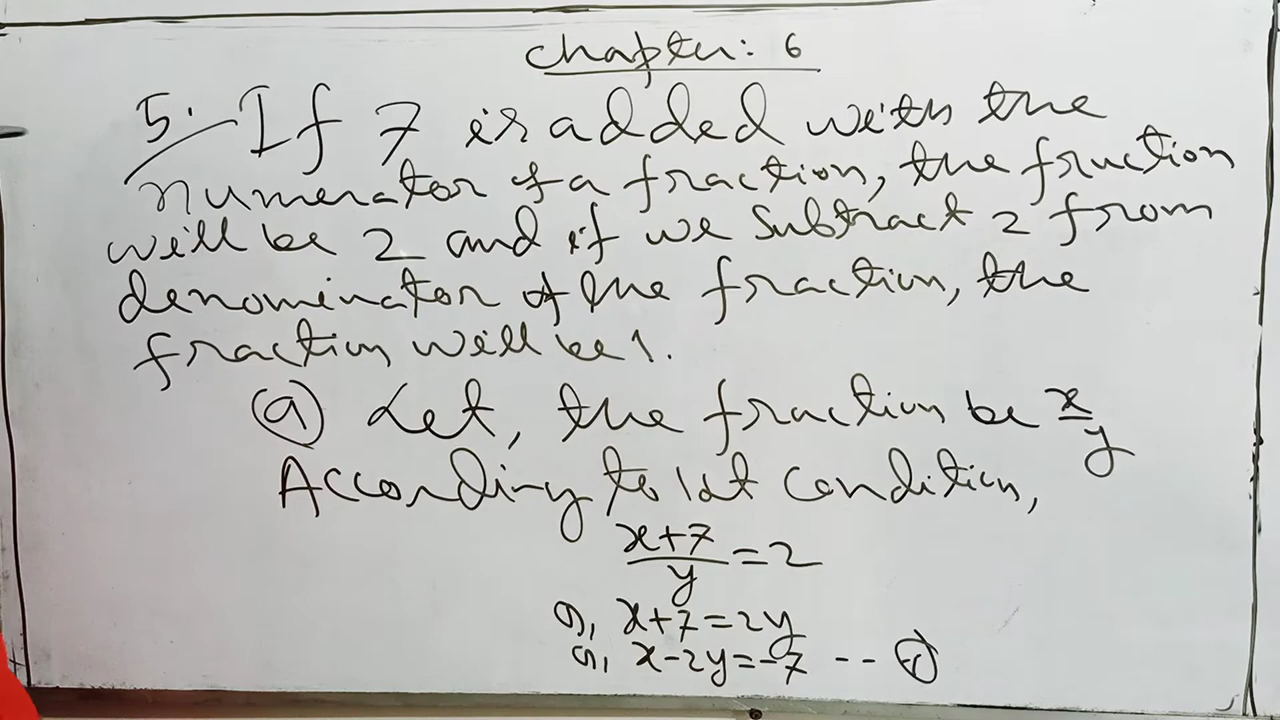 Chapter: 6
5. If 7 is added with the
numerator of a fraction, the fruction
will be 2 and if we subtract 2 from
denominator of the fraction, the
fraction will be 1.
(a) Let, the fraction be x/y
According to 1st condition,
(x+7)/y = 2
or, x+7=2y
or, x-2y=-7 --- (i)